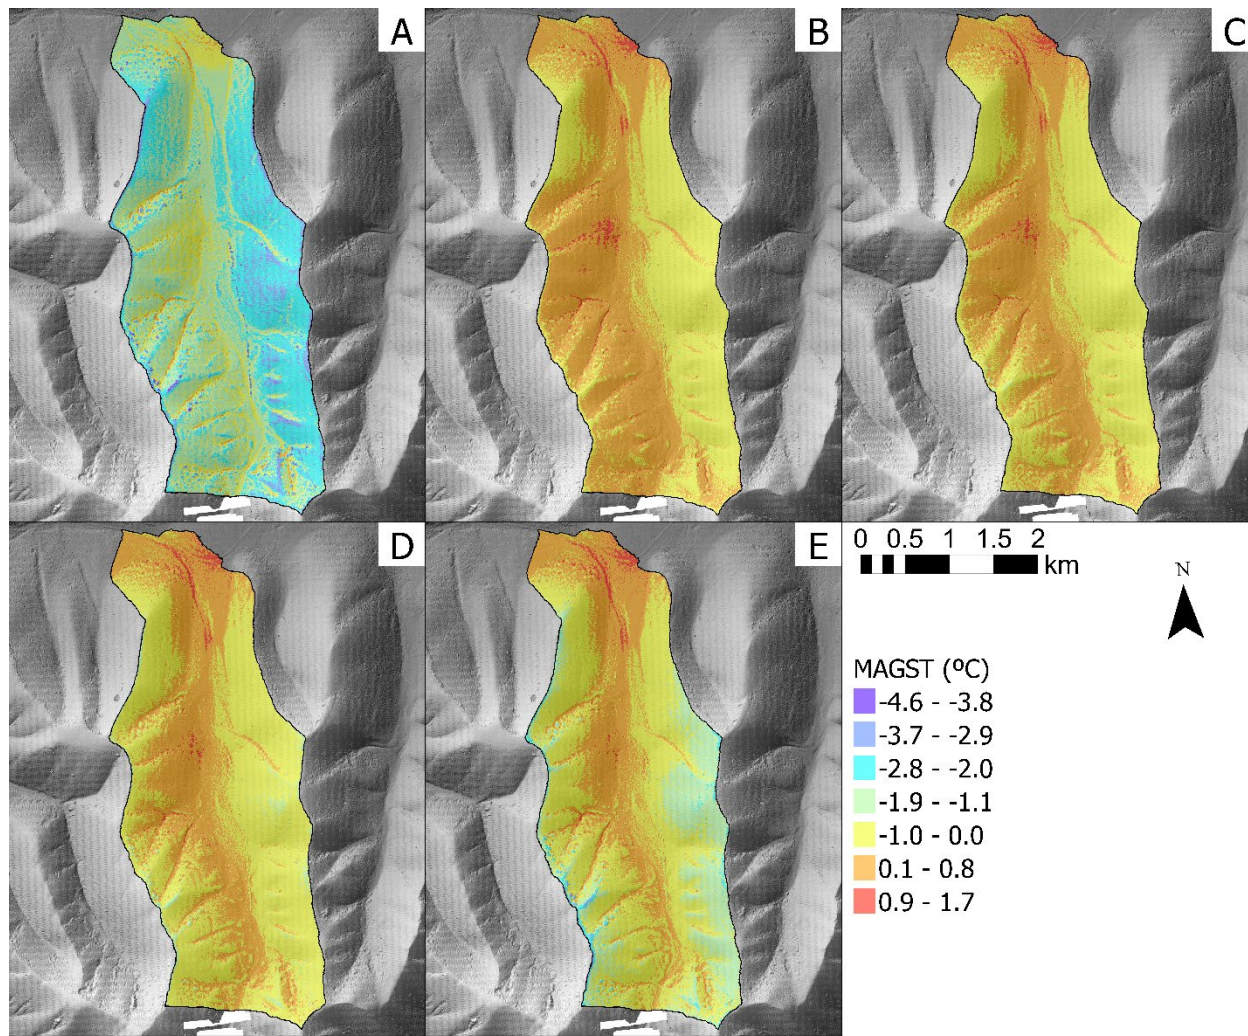 A
B
C
D
E
0 0.5 1 1.5 2
km
N
MAGST (ºC)
-4.6 - -3.8
-3.7 - -2.9
-2.8 - -2.0
-1.9 - -1.1
-1.0 - 0.0
0.1 - 0.8
0.9 - 1.7